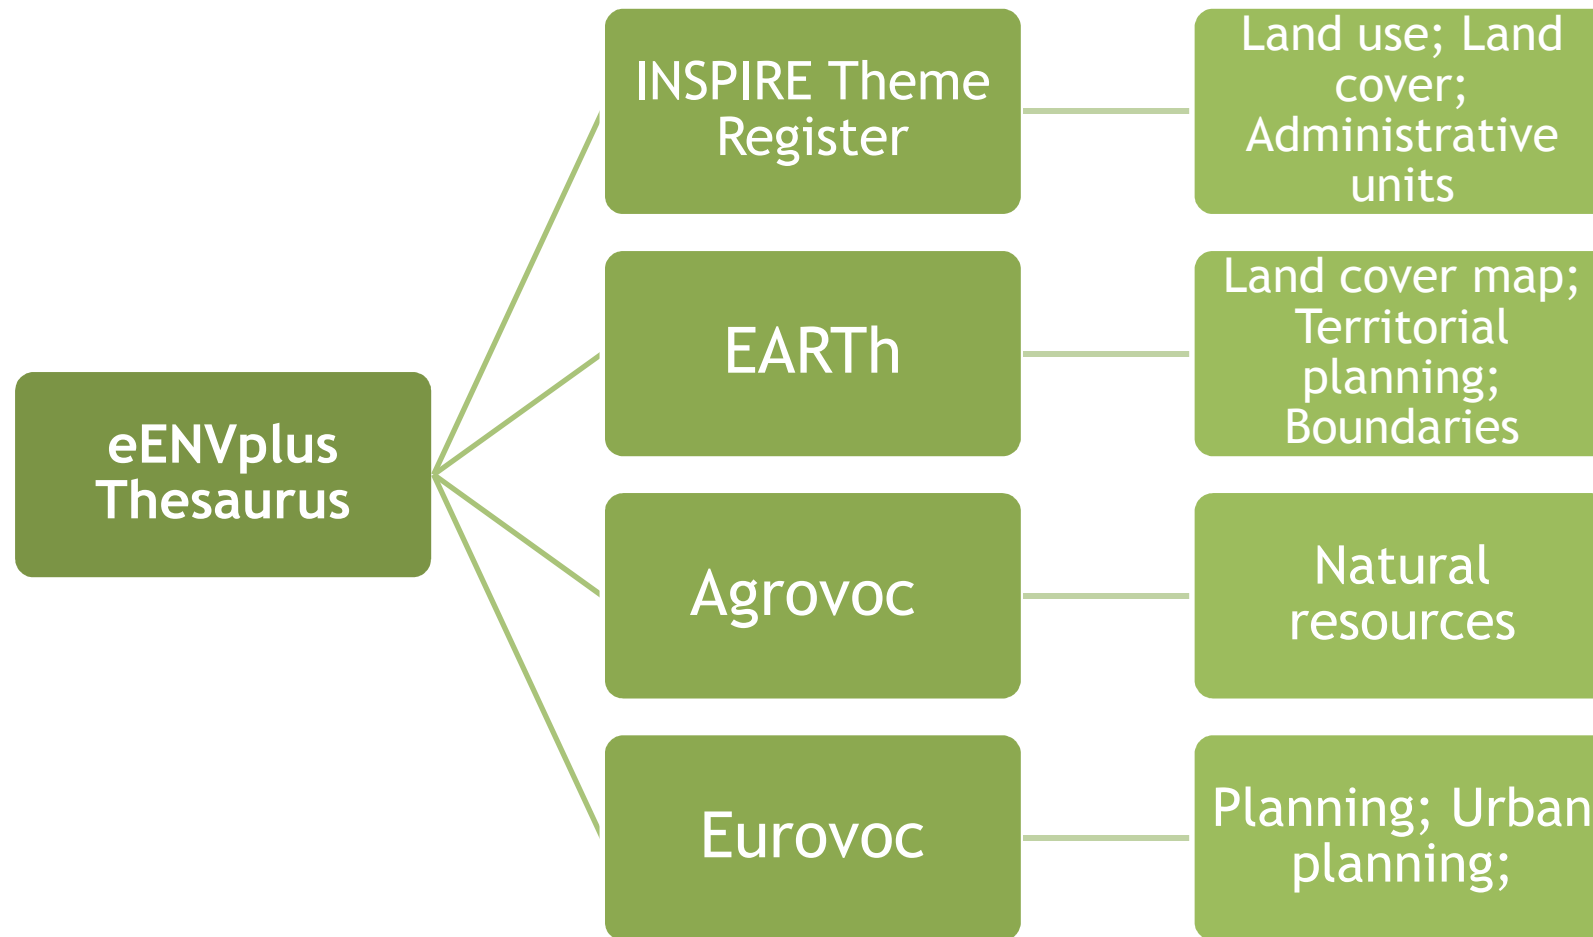 eENVplus
Thesaurus
INSPIRE Theme
Register
Land use; Land
cover;
Administrative
units
EARTh
Land cover map;
Territorial
planning;
Boundaries
Agrovoc
Natural
resources
Eurovoc
Planning; Urban
planning;